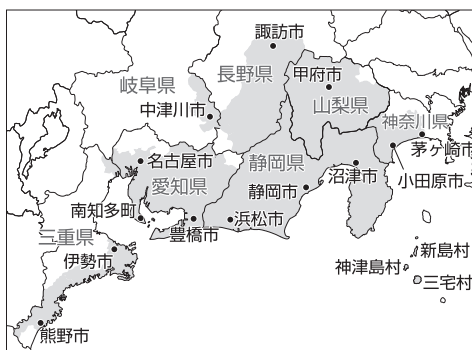 諏訪市
岐阜県
長野県
甲府市
山梨県
中津川市
神奈川県
茅ヶ崎市
名古屋市
静岡県
愛知県
沼津市
小田原市
静岡市
南知多町
豊橋市
浜松市
三重県
伊勢市
新島村
神津島村
三宅村
熊野市